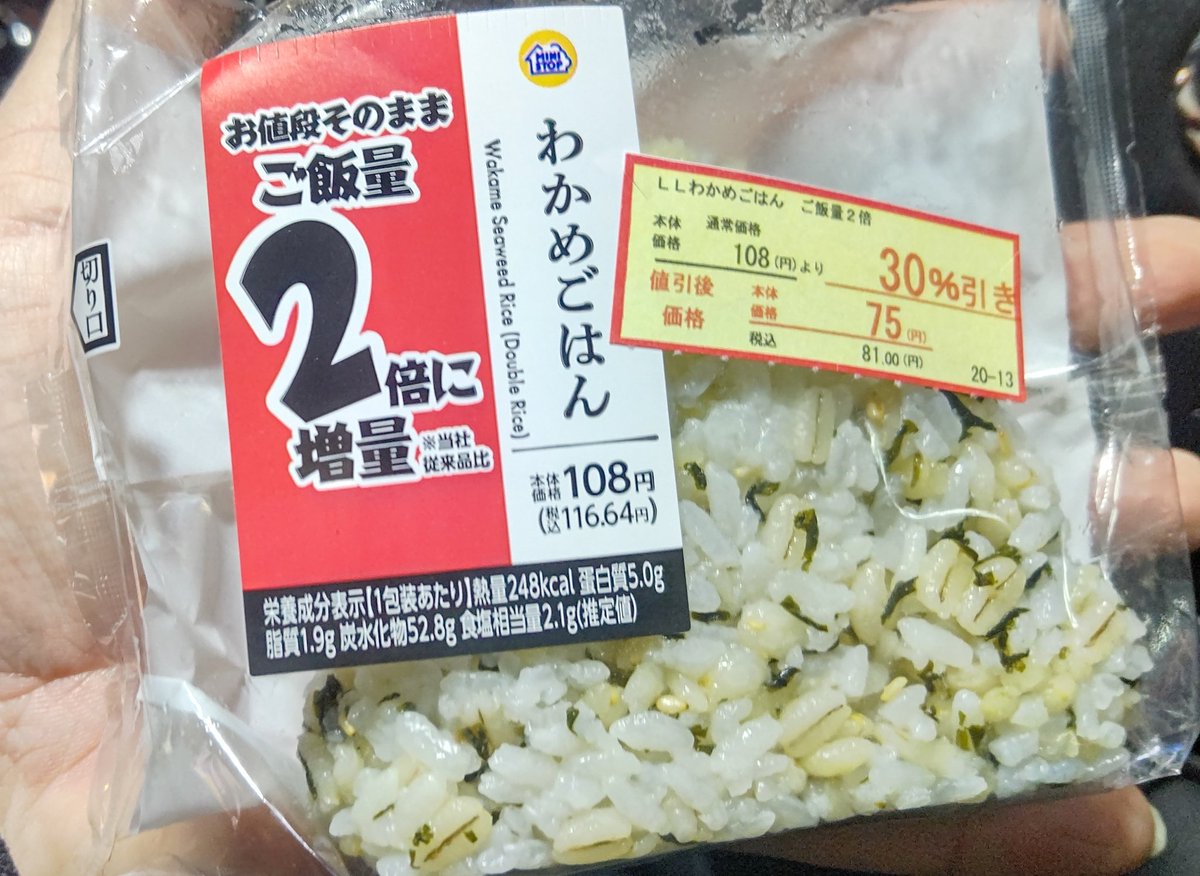 お値段そのまま
ご飯量
2倍に
増量
※当社
従来品比
MINI
STOP
わかめごはん
Wakame Seaweed Rice (Double Rice)
本体
価格108円
(税込116.64円)
栄養成分表示【1包装あたり】熱量248kcal 蛋白質5.0g
脂質1.9g 炭水化物52.8g 食塩相当量2.1g(推定値)
切り口
LLわかめごはん ご飯量2倍
本体 通常価格
価格 108(円)より
30%引き
値引後
価格
本体
価格 75(円)
税込 81.00(円)
20-13